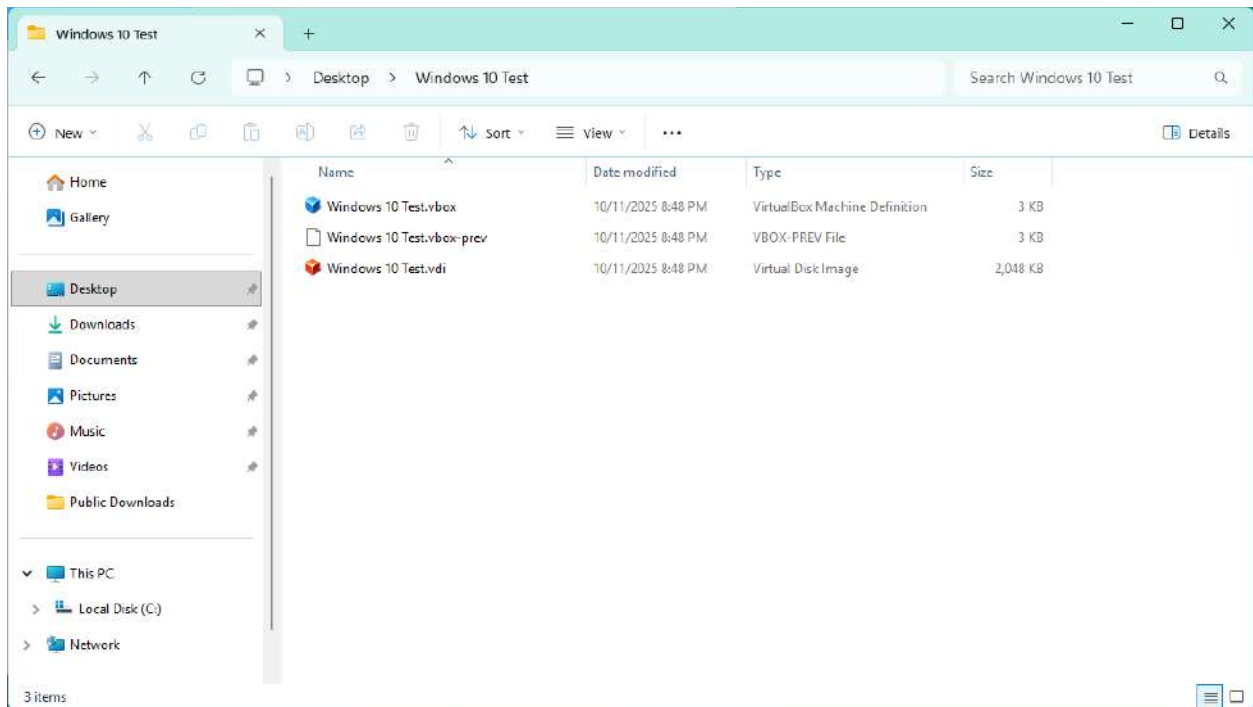 Windows 10 Test
Desktop > Windows 10 Test
Search Windows 10 Test
New
Sort
View
Details
Home
Gallery
Desktop
Downloads
Documents
Pictures
Music
Videos
Public Downloads
This PC
Local Disk (C:)
Network
Name Date modified Type Size
Windows 10 Test.vbox 10/11/2025 8:48 PM VirtualBox Machine Definition 3 KB
Windows 10 Test.vbox-prev 10/11/2025 8:48 PM VBOX-PREV File 3 KB
Windows 10 Test.vdi 10/11/2025 8:48 PM Virtual Disk Image 2,048 KB
3 items